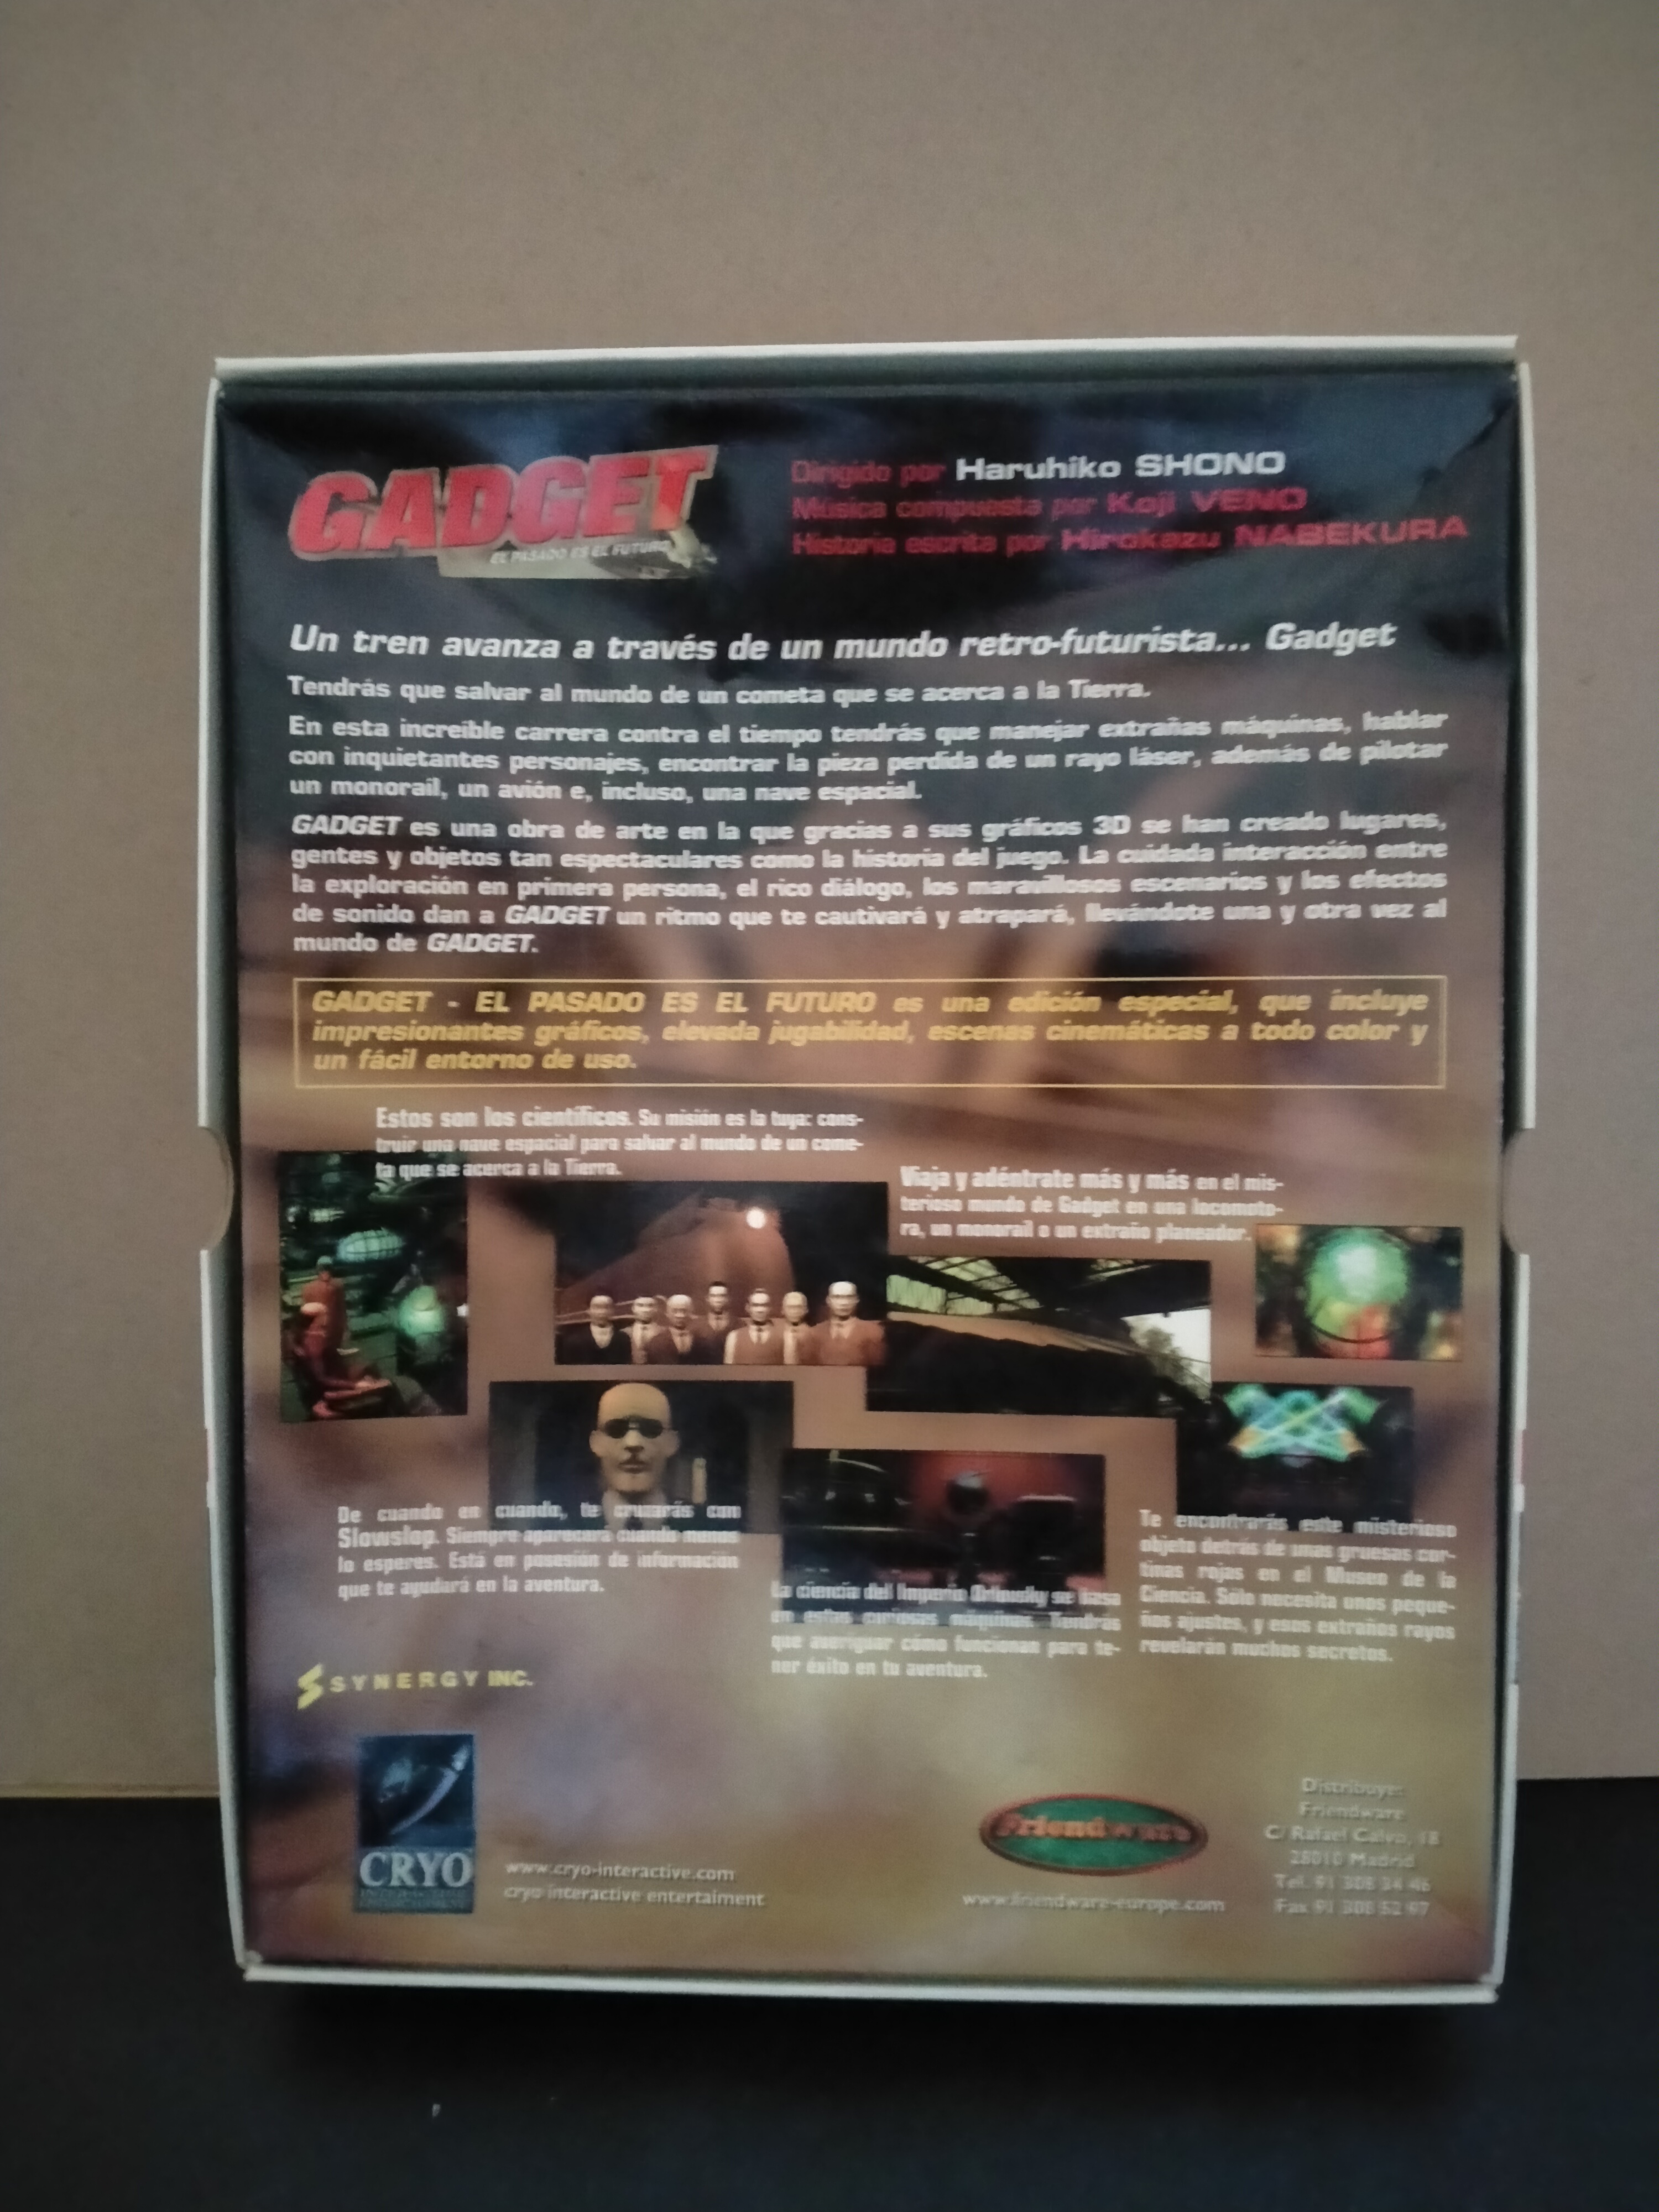 GADGET
EL PASADO ES EL FUTURO
Dirigido por Haruhiko SHONO
Música compuesta por Koji VENO
Historia escrita por Hirokazu NABEKURA
Un tren avanza a través de un mundo retro-futurista... Gadget
Tendrás que salvar al mundo de un cometa que se acerca a la Tierra.
En esta increíble carrera contra el tiempo tendrás que manejar extrañas máquinas, hablar
con inquietantes personajes, encontrar la pieza perdida de un rayo láser, además de pilotar
un monorail, un avión e, incluso, una nave espacial.
GADGET es una obra de arte en la que gracias a sus gráficos 3D se han creado lugares,
gentes y objetos tan espectaculares como la historia del juego. La cuidada interacción entre
la exploración en primera persona, el rico diálogo, los maravillosos escenarios y los efectos
de sonido dan a GADGET un ritmo que te cautivará y atrapará, llevándote una y otra vez al
mundo de GADGET.
GADGET - EL PASADO ES EL FUTURO es una edición especial, que incluye
impresionantes gráficos, elevada jugabilidad, escenas cinemáticas a todo color y
un fácil entorno de uso.
Estos son los científicos. Su misión es la tuya: cons-
truir una nave espacial para salvar al mundo de un come-
ta que se acerca a la Tierra.
Viaja y adéntrate más y más en el mis-
terioso mundo de Gadget en una locomoto-
ra, un monorail o un extraño planeador.
De cuando en cuando, te cruzarás con
Slowslop. Siempre aparecerá cuando menos
lo esperes. Está en posesión de información
que te ayudará en la aventura.
La ciencia del Imperio Orlovsky se basa
en estas curiosas máquinas. Tendrás
que averiguar cómo funcionan para te-
ner éxito en tu aventura.
Te encontrarás este misterioso
objeto detrás de unas gruesas cor-
tinas rojas en el Museo de la
Ciencia. Sólo necesita unos peque-
ños ajustes, y esos extraños rayos
revelarán muchos secretos.
SYNERGY INC.
CRYO
INTERACTIVE
ENTERTAINMENT
www.cryo-interactive.com
cryo interactive entertaiment
Friendware
www.friendware-europe.com
Distribuye:
Friendware
C/ Rafael Calvo, 18
28010 Madrid
Tel. 91 308 34 46
Fax 91 308 52 97